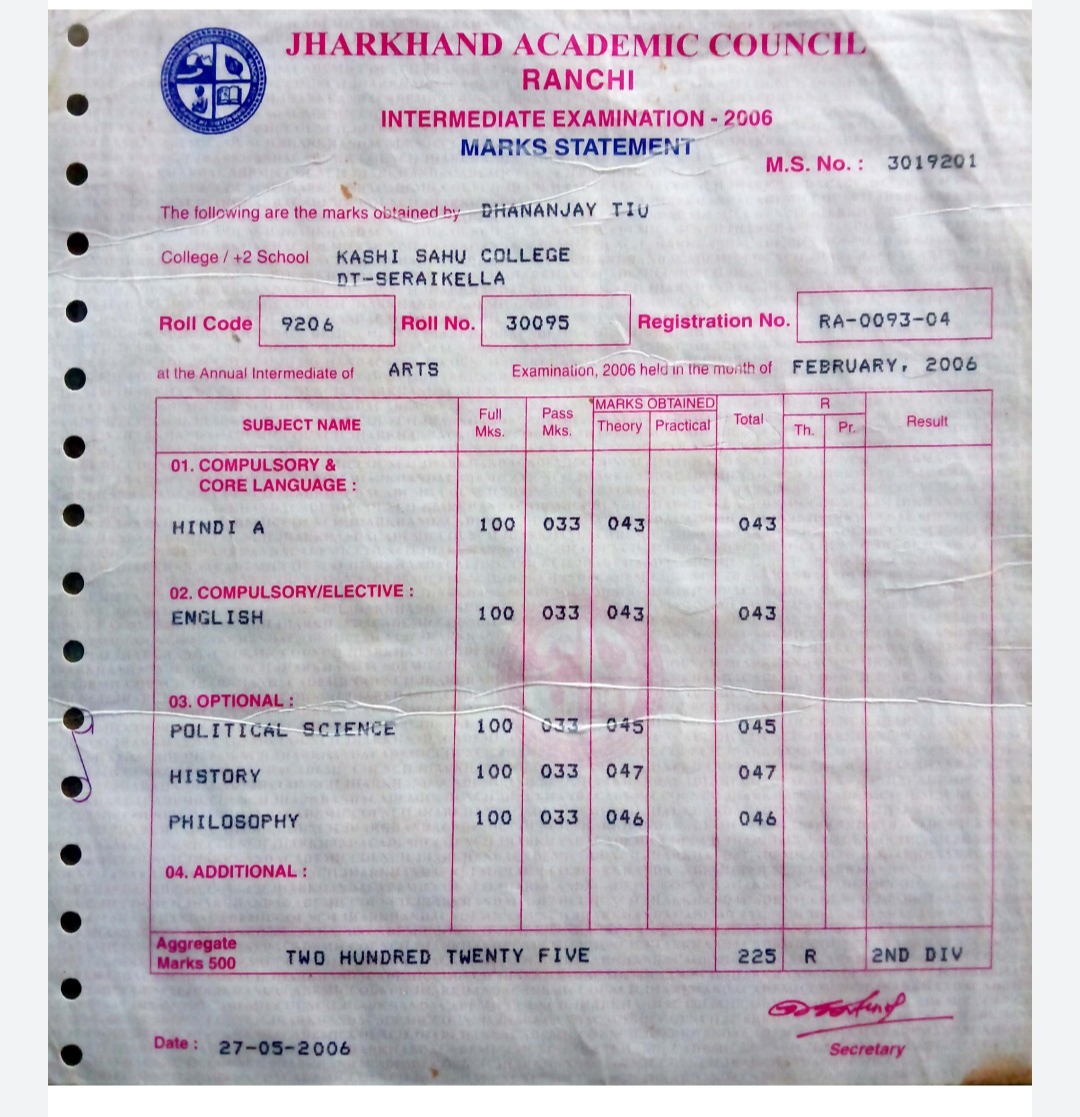 JHARKHAND ACADEMIC COUNCIL
RANCHI
INTERMEDIATE EXAMINATION - 2006
MARKS STATEMENT
M.S. No. : 3019201
The following are the marks obtained by DHANANJAY TIU
College / +2 School KASHI SAHU COLLEGE
DT-SERAIKELLA
Roll Code 9206 Roll No. 30095 Registration No. RA-0093-04
at the Annual Intermediate of ARTS Examination, 2006 held in the month of FEBRUARY, 2006
SUBJECT NAME Full Mks. Pass Mks. MARKS OBTAINED Theory Practical Total R Th. Pr. Result
01. COMPULSORY &
CORE LANGUAGE :
HINDI A 100 033 043 043
02. COMPULSORY/ELECTIVE :
ENGLISH 100 033 043 043
03. OPTIONAL :
POLITICAL SCIENCE 100 033 045 045
HISTORY 100 033 047 047
PHILOSOPHY 100 033 046 046
04. ADDITIONAL :
Aggregate
Marks 500 TWO HUNDRED TWENTY FIVE 225 R 2ND DIV
Date : 27-05-2006
Secretary